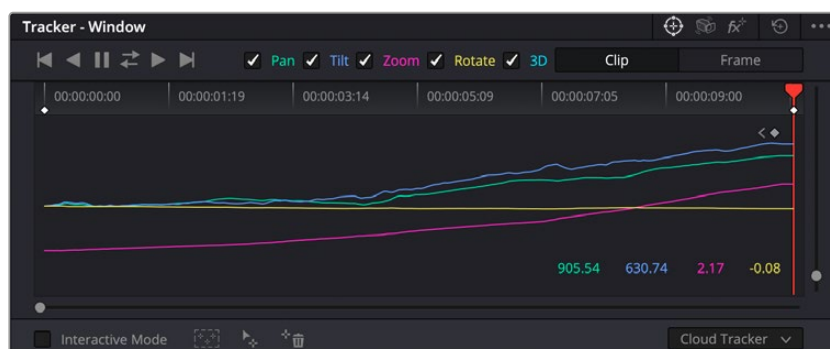 Tracker - Window
Pan Tilt Zoom Rotate 3D Clip Frame
00:00:00:00 00:00:01:19 00:00:03:14 00:00:05:09 00:00:07:05 00:00:09:00
905.54 630.74 2.17 -0.08
Interactive Mode Cloud Tracker